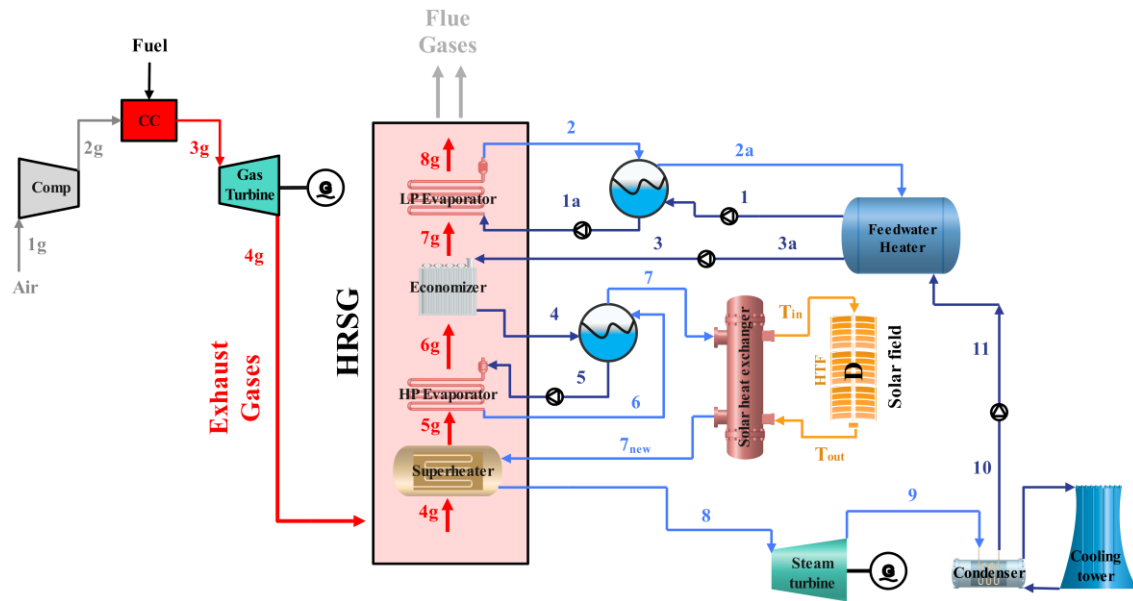 Flue
Gases
Fuel
CC
2g
3g
Comp
Gas
Turbine
G
1g
Air
4g
HRSG
8g
LP Evaporator
7g
Economizer
6g
HP Evaporator
5g
Superheater
4g
Exhaust
Gases
2
2a
1a
1
3
3a
Feedwater
Heater
4
7
5
6
7new
Solar heat exchanger
Tin
HTF
D
Solar field
Tout
11
10
8
9
Steam
turbine
G
Condenser
Cooling
tower